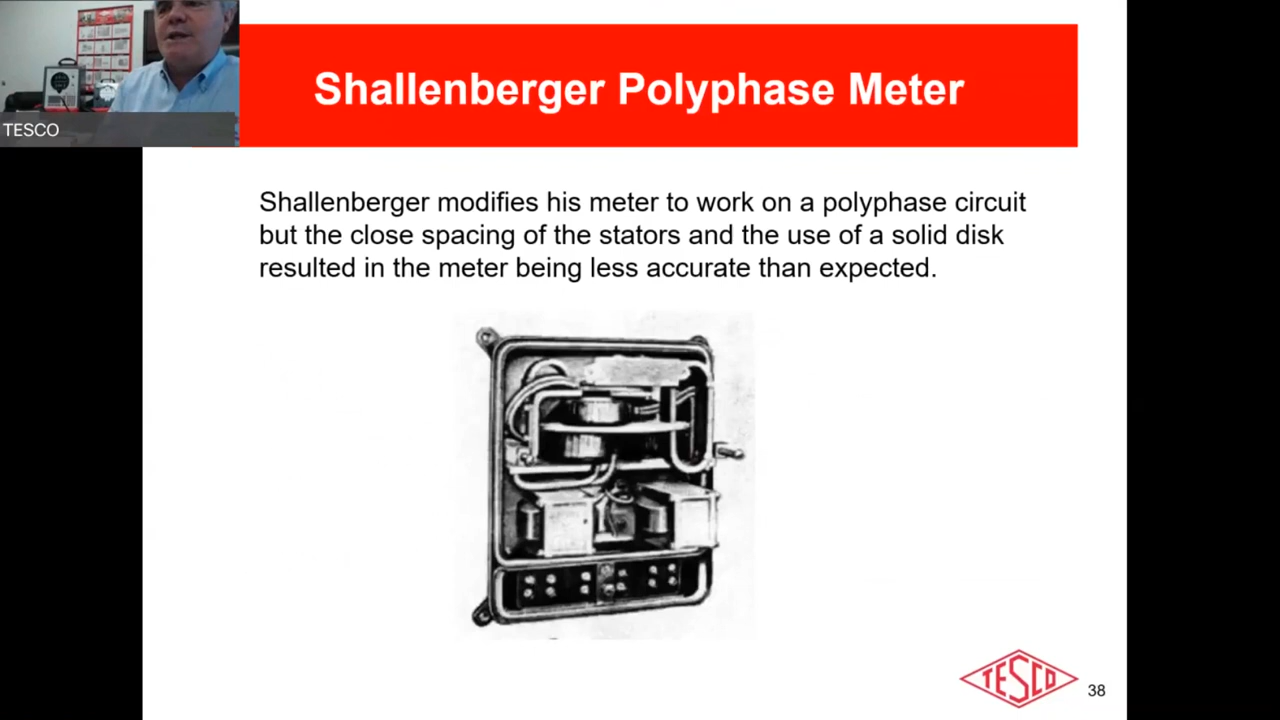 TESCO
Shallenberger Polyphase Meter
Shallenberger modifies his meter to work on a polyphase circuit
but the close spacing of the stators and the use of a solid disk
resulted in the meter being less accurate than expected.
TESCO
38